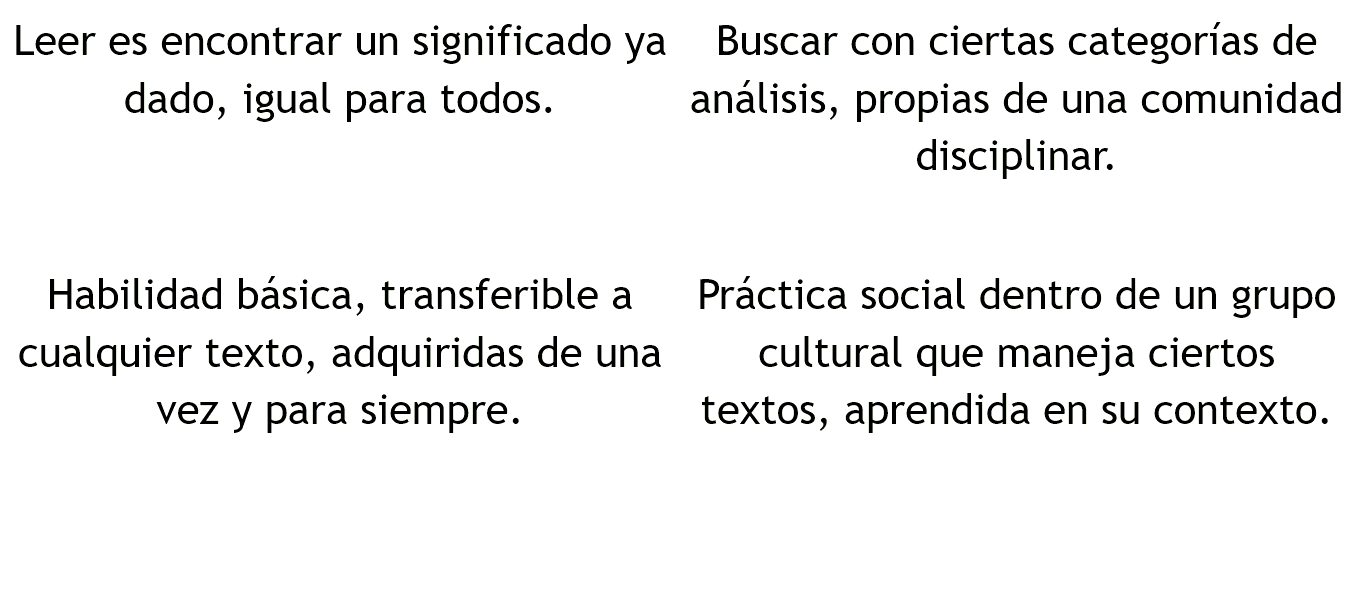 Leer es encontrar un significado ya
dado, igual para todos.
Buscar con ciertas categorías de
análisis, propias de una comunidad
disciplinar.
Habilidad básica, transferible a
cualquier texto, adquiridas de una
vez y para siempre.
Práctica social dentro de un grupo
cultural que maneja ciertos
textos, aprendida en su contexto.